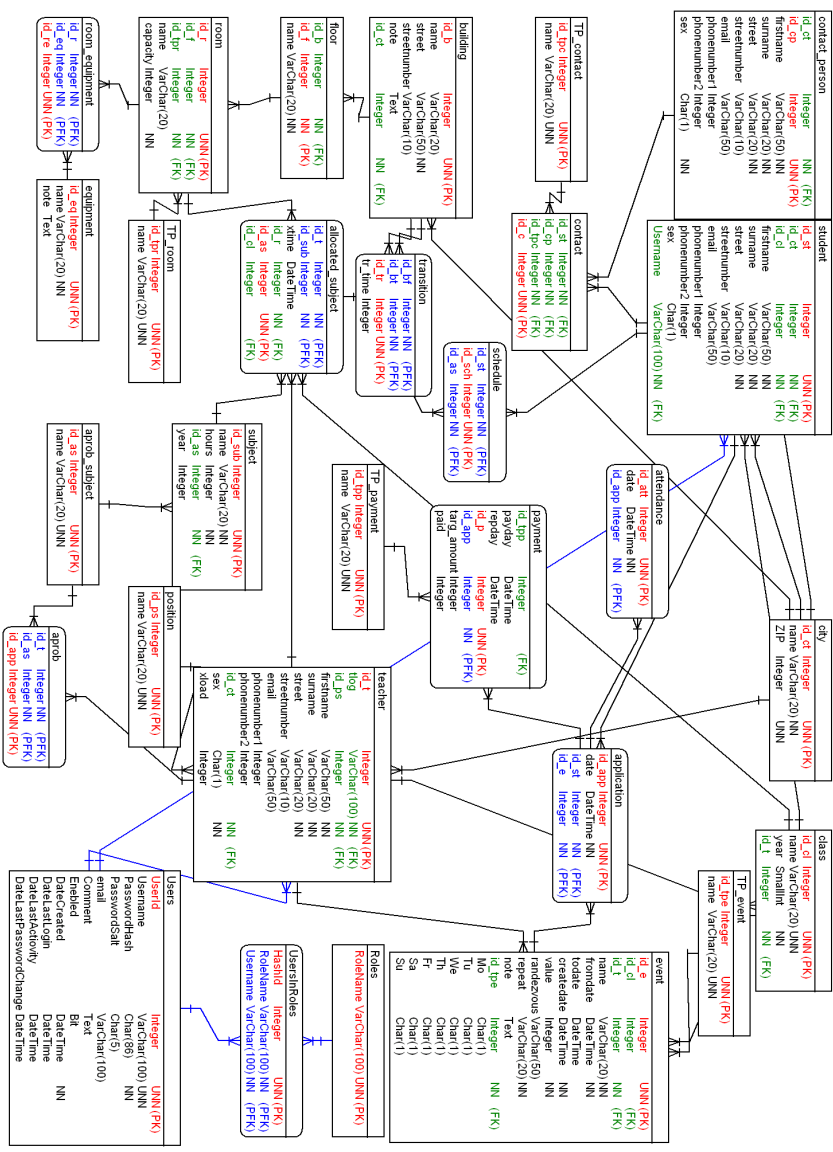 contact_person
id_ct Integer NN (FK)
id_cp Integer UNN (PK)
firstname VarChar(50) NN
surname VarChar(20) NN
street VarChar(20) NN
streetnumber VarChar(10)
email VarChar(50)
phonenumber1 Integer
phonenumber2 Integer
sex Char(1) NN
student
id_st Integer UNN (PK)
id_ct Integer NN (FK)
id_cl Integer NN (FK)
firstname VarChar(50) NN
surname VarChar(20) NN
street VarChar(20) NN
streetnumber VarChar(10)
email VarChar(50)
phonenumber1 Integer
phonenumber2 Integer
sex Char(1) NN
Username VarChar(100) NN (FK)
city
id_ct Integer UNN (PK)
name VarChar(20) NN
ZIP Integer UNN
class
id_cl Integer UNN (PK)
name VarChar(20) NN
year SmallInt NN
id_t Integer NN (FK)
TP_event
id_tpe Integer UNN (PK)
name VarChar(20) UNN
TP_contact
id_tpc Integer UNN (PK)
name VarChar(20) UNN
contact
id_st Integer NN (FK)
id_cp Integer NN (FK)
id_tpc Integer NN (FK)
id_c Integer UNN (PK)
attendance
id_att Integer UNN (PK)
date DateTime NN
id_app Integer NN (PFK)
application
id_app Integer UNN (PK)
date DateTime NN
id_st Integer NN (PFK)
id_e Integer NN (PFK)
event
id_e Integer UNN (PK)
id_cl Integer NN (FK)
id_t Integer NN (FK)
name VarChar(20) NN
fromdate DateTime NN
todate DateTime NN
createdate DateTime NN
value Integer NN
randezvous VarChar(50)
repeat VarChar(20) NN
note Text
id_tpe Integer NN (FK)
Mo Char(1)
Tu Char(1)
We Char(1)
Th Char(1)
Fr Char(1)
Sa Char(1)
Su Char(1)
building
id_b Integer UNN (PK)
name VarChar(20)
street VarChar(50) NN
streetnumber VarChar(10)
note Text
id_ct Integer NN (FK)
transition
id_bf Integer NN (PFK)
id_bt Integer NN (PFK)
id_tr Integer UNN (PK)
tr_time Integer
schedule
id_st Integer NN (PFK)
id_sch Integer UNN (PK)
id_as Integer NN (PFK)
payment
id_tpp Integer (FK)
payday DateTime
repday DateTime
id_p Integer UNN (PK)
id_app Integer NN (PFK)
targ_amount Integer
paid Integer
TP_payment
id_tpp Integer UNN (PK)
name VarChar(20) UNN
floor
id_b Integer NN (FK)
id_f Integer NN (PK)
name VarChar(20) NN
allocated_subject
id_t Integer NN (PFK)
id_sub Integer NN (PFK)
xtime DateTime
id_r Integer NN (FK)
id_as Integer UNN (PK)
id_cl Integer (FK)
teacher
id_t Integer UNN (PK)
tlog VarChar(100) NN (FK)
id_ps Integer NN (FK)
firstname VarChar(50) NN
surname VarChar(20) NN
street VarChar(20) NN
streetnumber VarChar(10)
email VarChar(50)
phonenumber1 Integer
phonenumber2 Integer
id_ct Integer NN (FK)
sex Char(1) NN
xload Integer
Roles
RoleName VarChar(100) UNN (PK)
UsersInRoles
HashId Integer UNN (PK)
RoleName VarChar(100) NN (PFK)
Username VarChar(100) NN (PFK)
room
id_r Integer UNN (PK)
id_f Integer NN (FK)
id_tpr Integer NN (FK)
name VarChar(20)
capacity Integer NN
TP_room
id_tpr Integer UNN (PK)
name VarChar(20) UNN
subject
id_sub Integer UNN (PK)
name VarChar(20) NN
hours Integer NN
id_as Integer NN (FK)
year Integer
position
id_ps Integer UNN (PK)
name VarChar(20) UNN
Users
UserId Integer UNN (PK)
Username VarChar(100) UNN
PasswordHash Char(86) NN
PasswordSalt Char(5)
email VarChar(100)
Comment Text
Enebled Bit
DateCreated DateTime NN
DateLastLogin DateTime
DateLastActiovity DateTime
DateLastPasswordChange DateTime
room_equipment
id_r Integer NN (PFK)
id_eq Integer NN (PFK)
id_re Integer UNN (PK)
equipment
id_eq Integer UNN (PK)
name VarChar(20) NN
note Text
aprob_subject
id_as Integer UNN (PK)
name VarChar(20) UNN
aprob
id_t Integer NN (PFK)
id_as Integer NN (PFK)
id_app Integer UNN (PK)